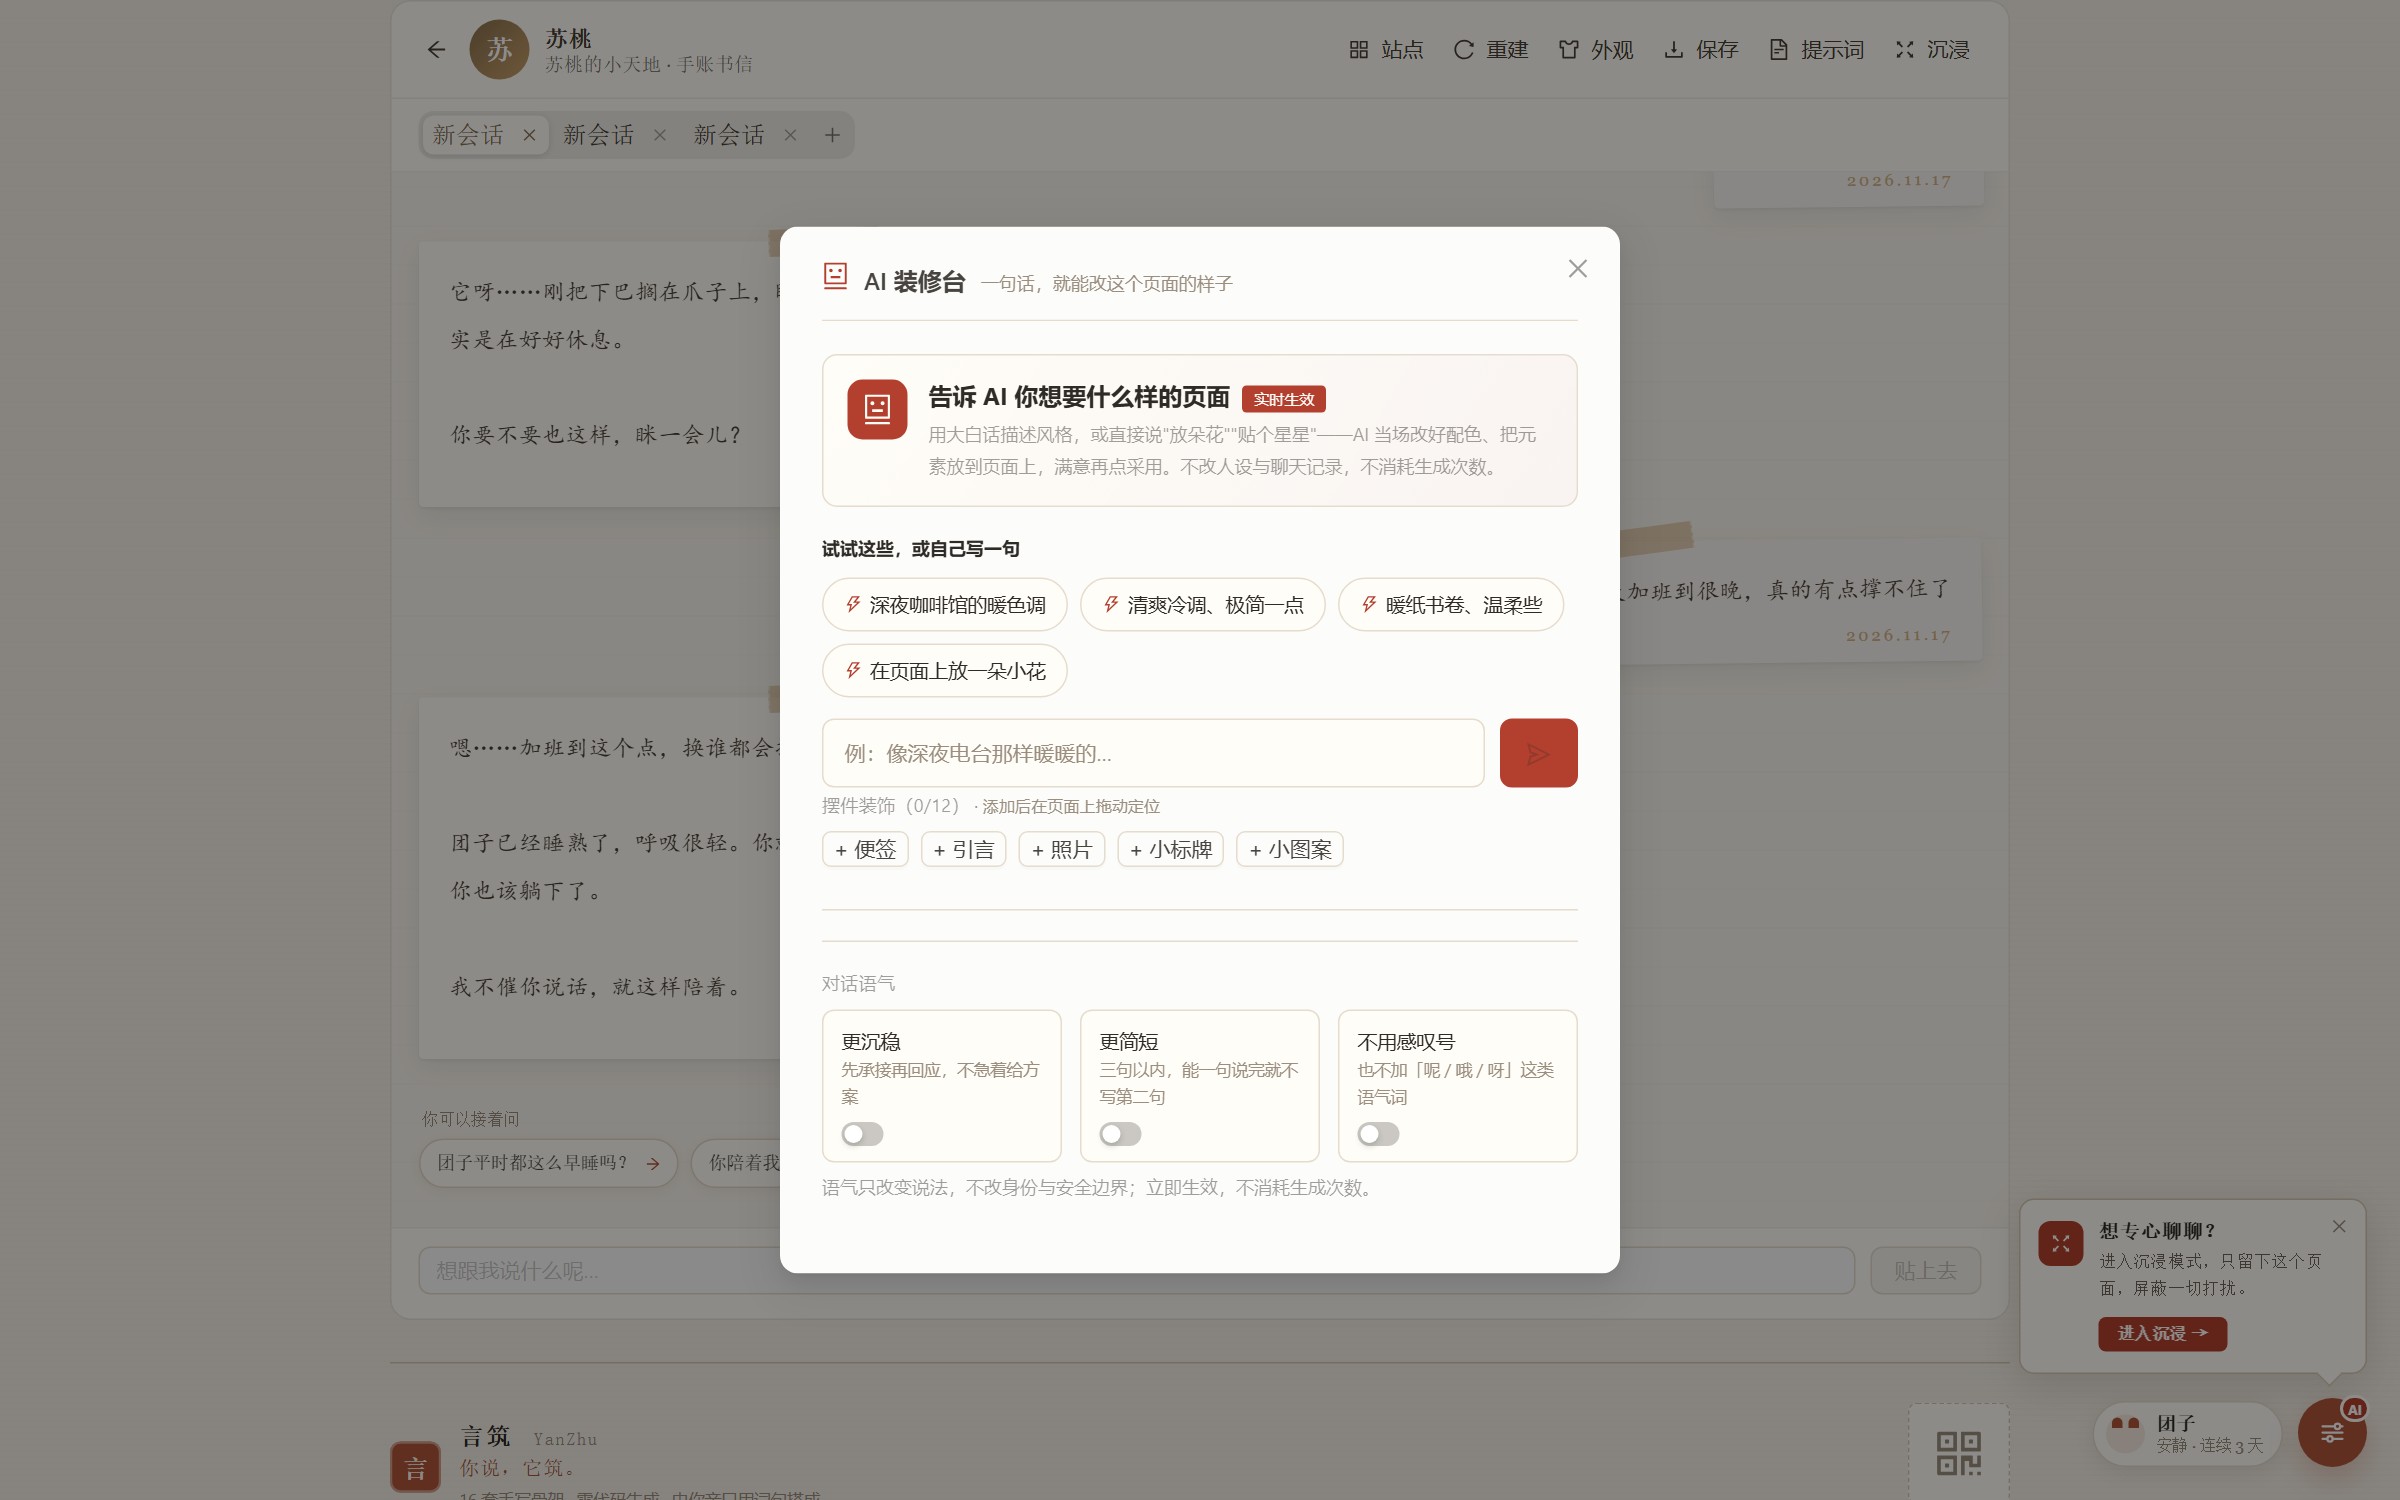 苏
苏桃
苏桃的小天地 · 手账书信
站点
重建
外观
保存
提示词
沉浸
新会话
新会话
新会话
2026.11.17
它呀……刚把下巴搁在爪子上,
实是在好好休息。
你要不要也这样,眯一会儿?
加班到很晚,真的有点撑不住了
2026.11.17
嗯……加班到这个点,换谁都会
团子已经睡熟了,呼吸很轻。你
你也该躺下了。
我不催你说话,就这样陪着。
你可以接着问
团子平时都这么早睡吗?
你陪着我
想跟我说什么呢...
贴上去
AI 装修台 一句话,就能改这个页面的样子
告诉 AI 你想要什么样的页面 实时生效
用大白话描述风格,或直接说"放朵花""贴个星星"——AI 当场改好配色、把元
素放到页面上,满意再点采用。不改人设与聊天记录,不消耗生成次数。
试试这些,或自己写一句
深夜咖啡馆的暖色调
清爽冷调、极简一点
暖纸书卷、温柔些
在页面上放一朵小花
例:像深夜电台那样暖暖的...
摆件装饰(0/12) · 添加后在页面上拖动定位
+ 便签
+ 引言
+ 照片
+ 小标牌
+ 小图案
对话语气
更沉稳
先承接再回应,不急着给方
案
更简短
三句以内,能一句说完就不
写第二句
不用感叹号
也不加「呢 / 哦 / 呀」这类
语气词
语气只改变说法,不改身份与安全边界;立即生效,不消耗生成次数。
想专心聊聊?
进入沉浸模式,只留下这个页
面,屏蔽一切打扰。
进入沉浸 →
团子
安静 · 连续 3 天
AI
言
言筑 YanZhu
你说,它筑。